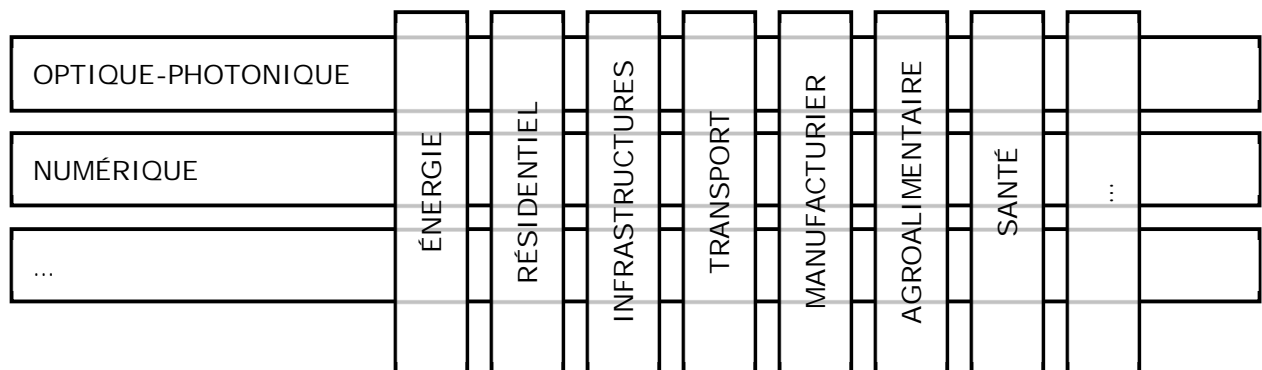 OPTIQUE-PHOTONIQUE
NUMÉRIQUE
...
ÉNERGIE
RÉSIDENTIEL
INFRASTRUCTURES
TRANSPORT
MANUFACTURIER
AGROALIMENTAIRE
SANTÉ
...